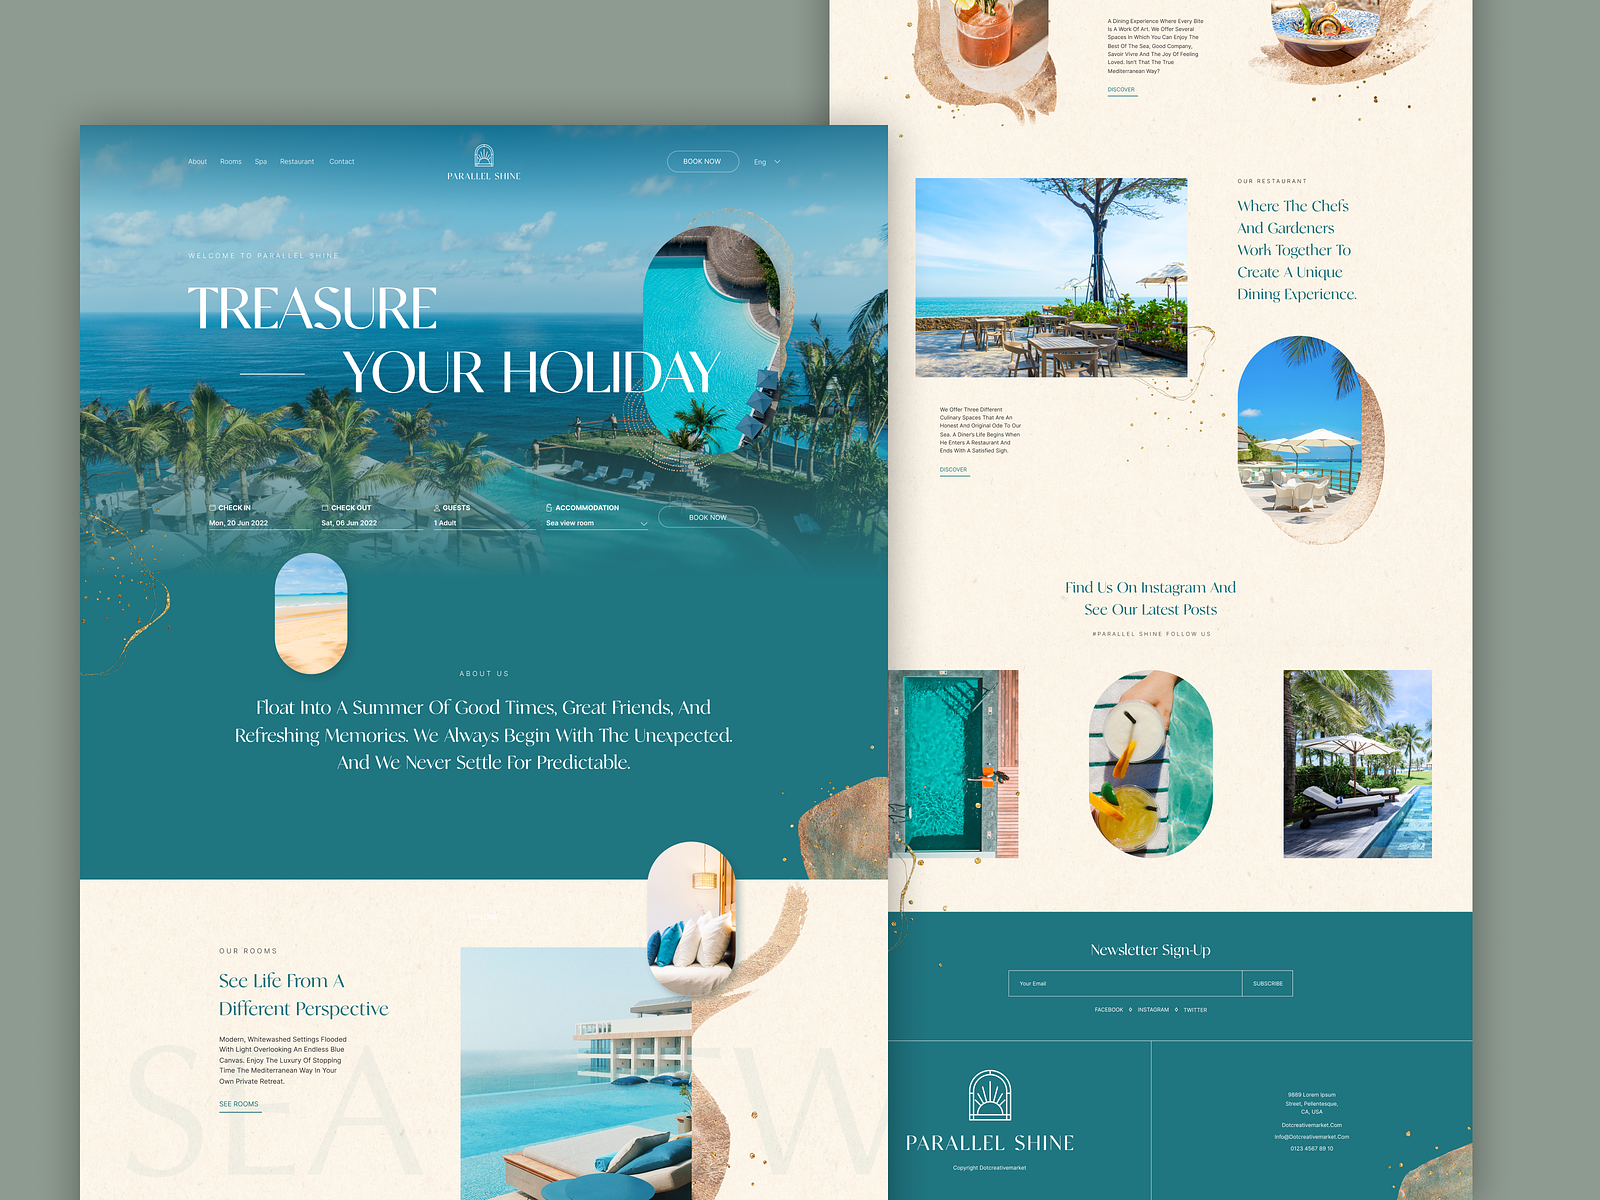 About
Rooms
Spa
Restaurant
Contact
PARALLEL SHINE
BOOK NOW
Eng
WELCOME TO PARALLEL SHINE
TREASURE
YOUR HOLIDAY
CHECK IN
Mon, 20 Jun 2022
CHECK OUT
Sat, 06 Jun 2022
GUESTS
1 Adult
ACCOMMODATION
Sea view room
BOOK NOW
ABOUT US
Float Into A Summer Of Good Times, Great Friends, And
Refreshing Memories. We Always Begin With The Unexpected.
And We Never Settle For Predictable.
OUR ROOMS
See Life From A
Different Perspective
Modern, Whitewashed Settings Flooded
With Light Overlooking An Endless Blue
Canvas. Enjoy The Luxury Of Stopping
Time The Mediterranean Way In Your
Own Private Retreat.
SEE ROOMS
SEA W
A Dining Experience Where Every Bite
Is A Work Of Art. We Offer Several
Spaces In Which You Can Enjoy The
Best Of The Sea, Good Company,
Savoir Vivre And The Joy Of Feeling
Loved. Isn't That The True
Mediterranean Way?
DISCOVER
OUR RESTAURANT
Where The Chefs
And Gardeners
Work Together To
Create A Unique
Dining Experience.
We Offer Three Different
Culinary Spaces That Are An
Honest And Original Ode To Our
Sea. A Diner's Life Begins When
He Enters A Restaurant And
Ends With A Satisfied Sigh.
DISCOVER
Find Us On Instagram And
See Our Latest Posts
#PARALLEL SHINE FOLLOW US
Newsletter Sign-Up
Your Email
SUBSCRIBE
FACEBOOK
INSTAGRAM
TWITTER
PARALLEL SHINE
Copyright Dotcreativemarket
9889 Lorem Ipsum
Street, Pellentesque,
CA, USA
Dotcreativemarket.Com
Info@Dotcreativemarket.Com
0123 4567 89 10